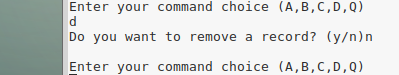 Enter your command choice (A,B,C,D,Q)
d
Do you want to remove a record? (y/n)n
Enter your command choice (A,B,C,D,Q)